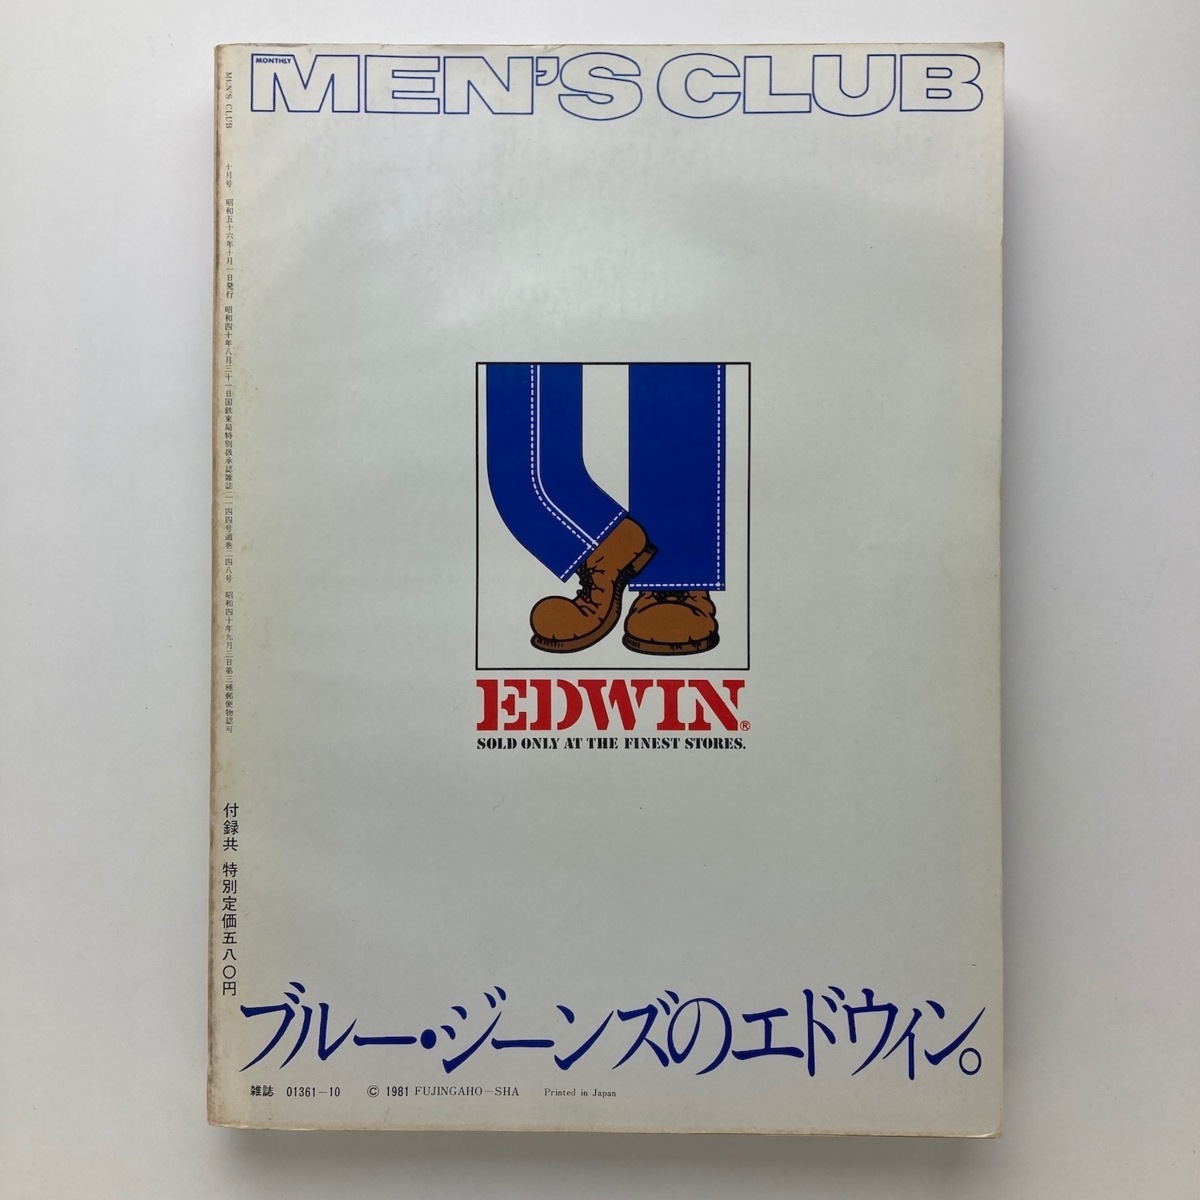 MONTHLY
MEN'S CLUB
MEN'S CLUB 十月号 昭和五十六年十月一日発行 昭和四十年八月三十一日国鉄東局特別扱承認雑誌二一四四号通巻二四八号 昭和四十年九月三日第三種郵便物認可
付録共 特別定価五八〇円
EDWIN®
SOLD ONLY AT THE FINEST STORES.
ブルー・ジーンズのエドウィン。
雑誌 01361-10 © 1981 FUJINGAHO-SHA Printed in Japan